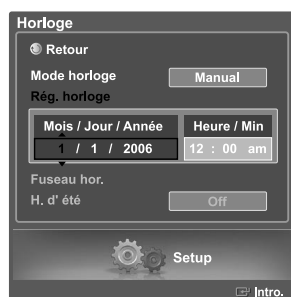 Horloge
Retour
Mode horloge Manual
Rég. horloge
Mois / Jour / Année Heure / Min
1 / 1 / 2006 12 : 00 am
Fuseau hor.
H. d' été Off
Setup
Intro.